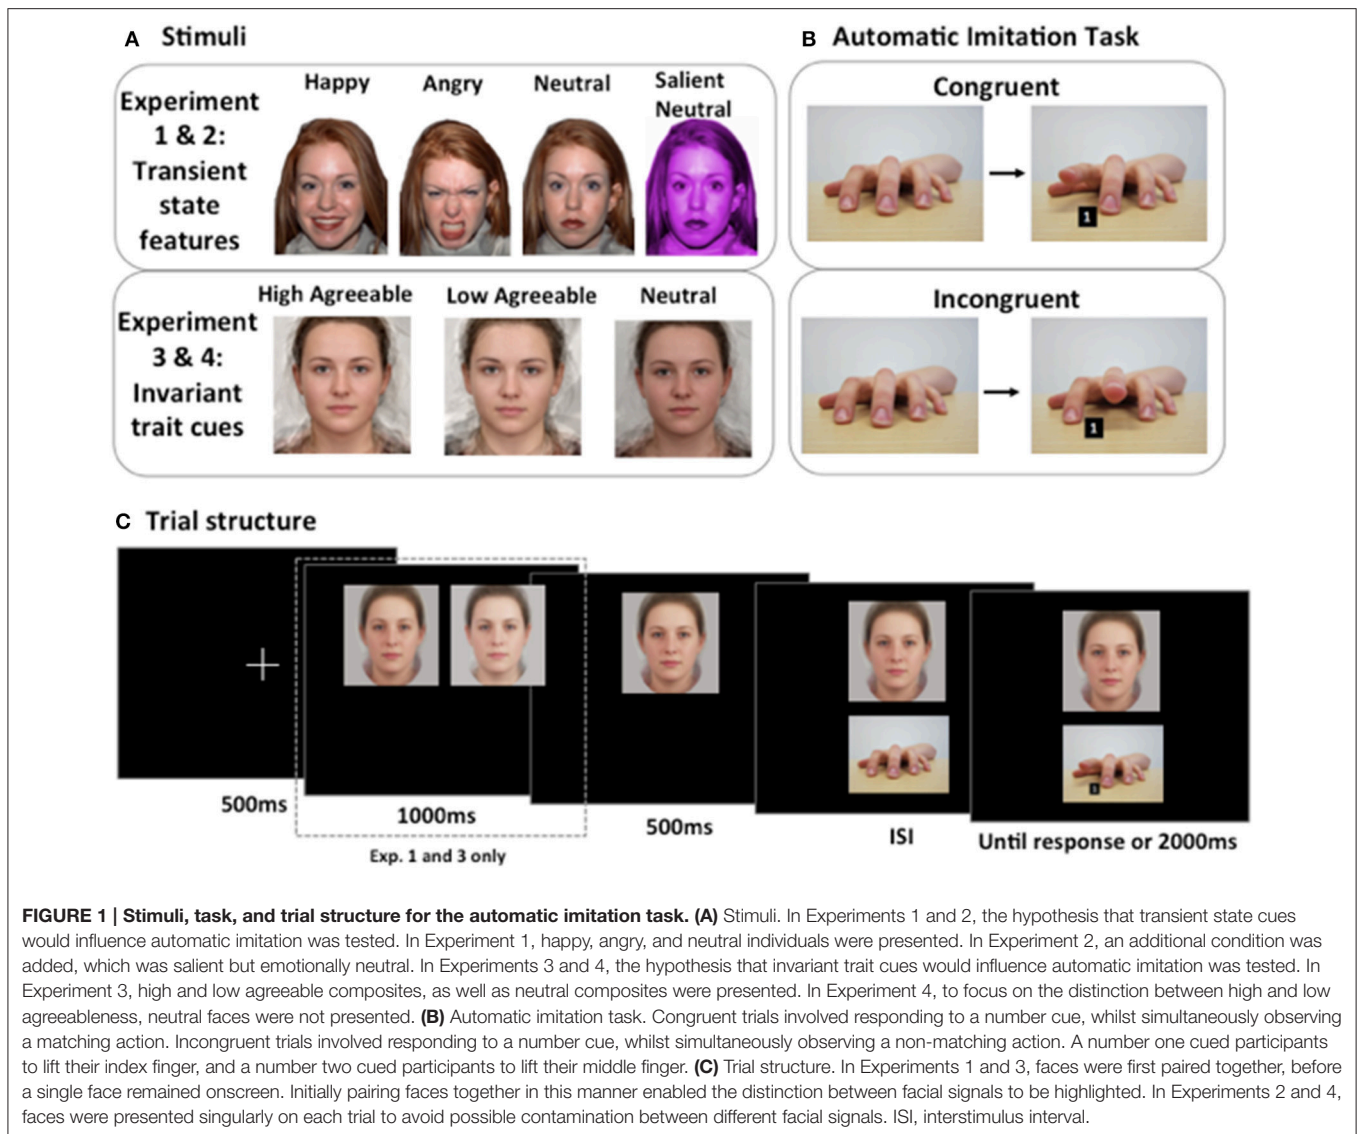 A Stimuli
Experiment
1 & 2:
Transient
state
features
Happy
Angry
Neutral
Salient
Neutral
Experiment
3 & 4:
Invariant
trait cues
High Agreeable
Low Agreeable
Neutral
B Automatic Imitation Task
Congruent
1
Incongruent
1
C Trial structure
500ms
1000ms
Exp. 1 and 3 only
500ms
ISI
1
Until response or 2000ms
FIGURE 1 | Stimuli, task, and trial structure for the automatic imitation task. (A) Stimuli. In Experiments 1 and 2, the hypothesis that transient state cues
would influence automatic imitation was tested. In Experiment 1, happy, angry, and neutral individuals were presented. In Experiment 2, an additional condition was
added, which was salient but emotionally neutral. In Experiments 3 and 4, the hypothesis that invariant trait cues would influence automatic imitation was tested. In
Experiment 3, high and low agreeable composites, as well as neutral composites were presented. In Experiment 4, to focus on the distinction between high and low
agreeableness, neutral faces were not presented. (B) Automatic imitation task. Congruent trials involved responding to a number cue, whilst simultaneously observing
a matching action. Incongruent trials involved responding to a number cue, whilst simultaneously observing a non-matching action. A number one cued participants
to lift their index finger, and a number two cued participants to lift their middle finger. (C) Trial structure. In Experiments 1 and 3, faces were first paired together, before
a single face remained onscreen. Initially pairing faces together in this manner enabled the distinction between facial signals to be highlighted. In Experiments 2 and 4,
faces were presented singularly on each trial to avoid possible contamination between different facial signals. ISI, interstimulus interval.